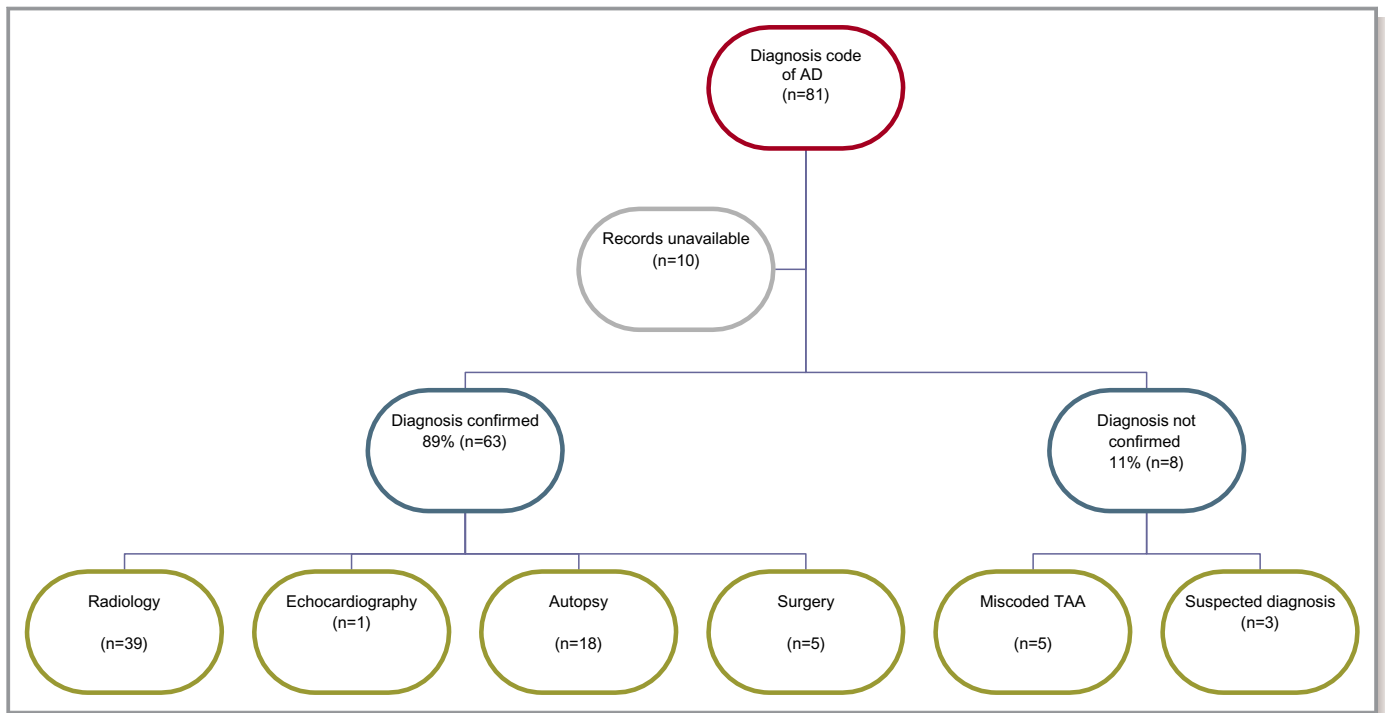 Diagnosis code
of AD
(n=81)
Records unavailable
(n=10)
Diagnosis confirmed
89% (n=63)
Diagnosis not
confirmed
11% (n=8)
Radiology
(n=39)
Echocardiography
(n=1)
Autopsy
(n=18)
Surgery
(n=5)
Miscoded TAA
(n=5)
Suspected diagnosis
(n=3)